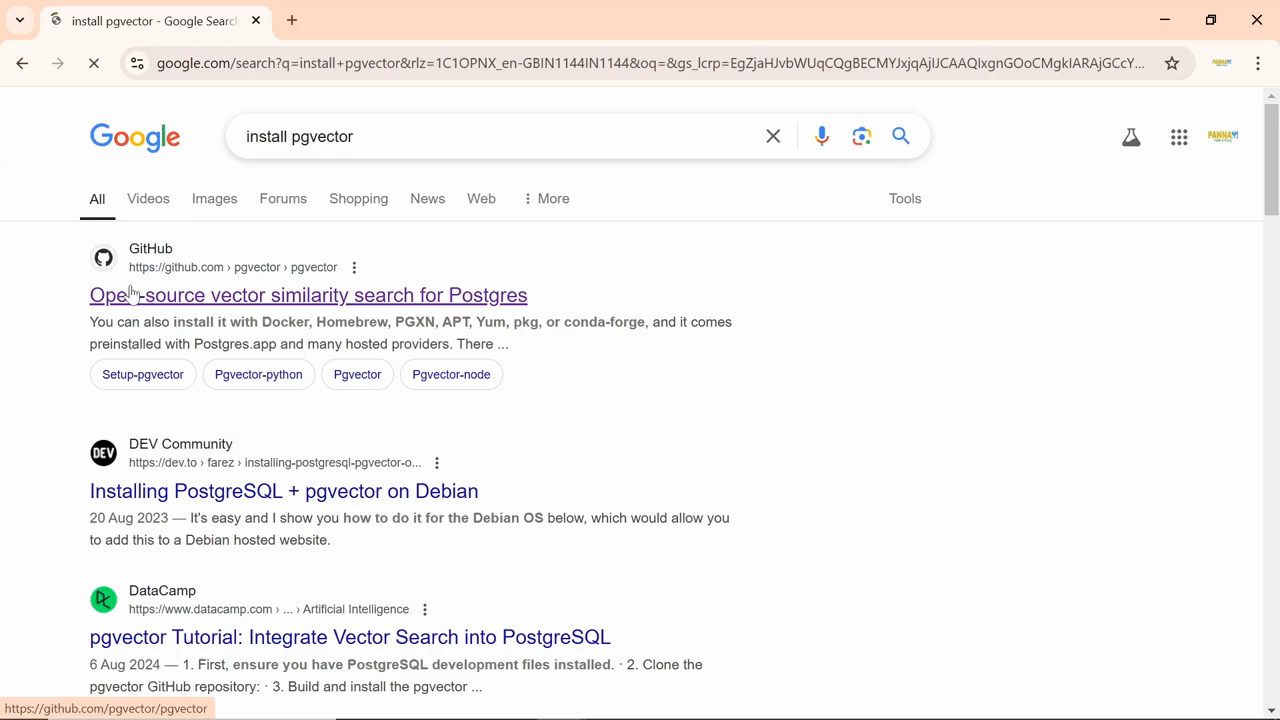 install pgvector - Google Search
google.com/search?q=install+pgvector&rlz=1C1OPNX_en-GBIN1144IN1144&oq=&gs_lcrp=EgZjaHJvbWUqCQgBECMYJxjqAjIJCAAQIxgnGOoCMgkIARAjGCcY...
PANNA
Google
install pgvector
PANNA
All
Videos
Images
Forums
Shopping
News
Web
More
Tools
GitHub
https://github.com › pgvector › pgvector
Open-source vector similarity search for Postgres
You can also install it with Docker, Homebrew, PGXN, APT, Yum, pkg, or conda-forge, and it comes
preinstalled with Postgres.app and many hosted providers. There ...
Setup-pgvector
Pgvector-python
Pgvector
Pgvector-node
DEV
DEV Community
https://dev.to › farez › installing-postgresql-pgvector-o...
Installing PostgreSQL + pgvector on Debian
20 Aug 2023 — It's easy and I show you how to do it for the Debian OS below, which would allow you
to add this to a Debian hosted website.
DataCamp
https://www.datacamp.com › ... › Artificial Intelligence
pgvector Tutorial: Integrate Vector Search into PostgreSQL
6 Aug 2024 — 1. First, ensure you have PostgreSQL development files installed. · 2. Clone the
pgvector GitHub repository: · 3. Build and install the pgvector ...
https://github.com/pgvector/pgvector